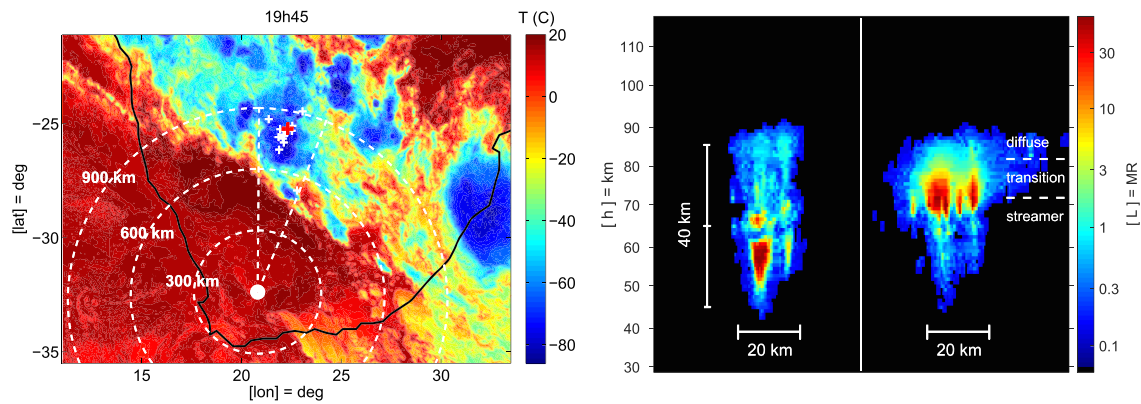 19h45
T (C)
20
0
−20
−40
−60
−80
−25
−30
−35
[lat] = deg
900 km
600 km
300 km
15
20
25
30
[lon] = deg
110
100
90
80
70
60
50
40
30
[ h ] = km
40 km
20 km
20 km
diffuse
transition
streamer
30
10
3
1
0.3
0.1
[ L ] = MR